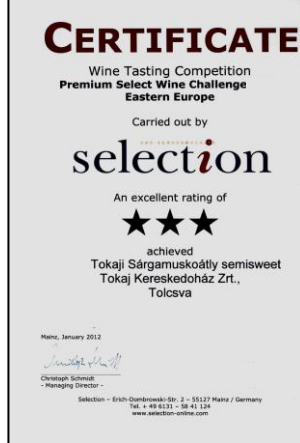 CERTIFICATE
Wine Tasting Competition
Premium Select Wine Challenge
Eastern Europe
Carried out by
selection
An excellent rating of
achieved
Tokaji Sárgamuskoátly semisweet
Tokaj Kereskedoház Zrt.,
Tolcsva
Mainz, January 2012
Christoph Schmidt
- Managing Director -
Selection – Erich-Dombrowski-Str. 2 – 55127 Mainz / Germany
Tel. + 49 6131 – 58 41 124
www.selection-online.com